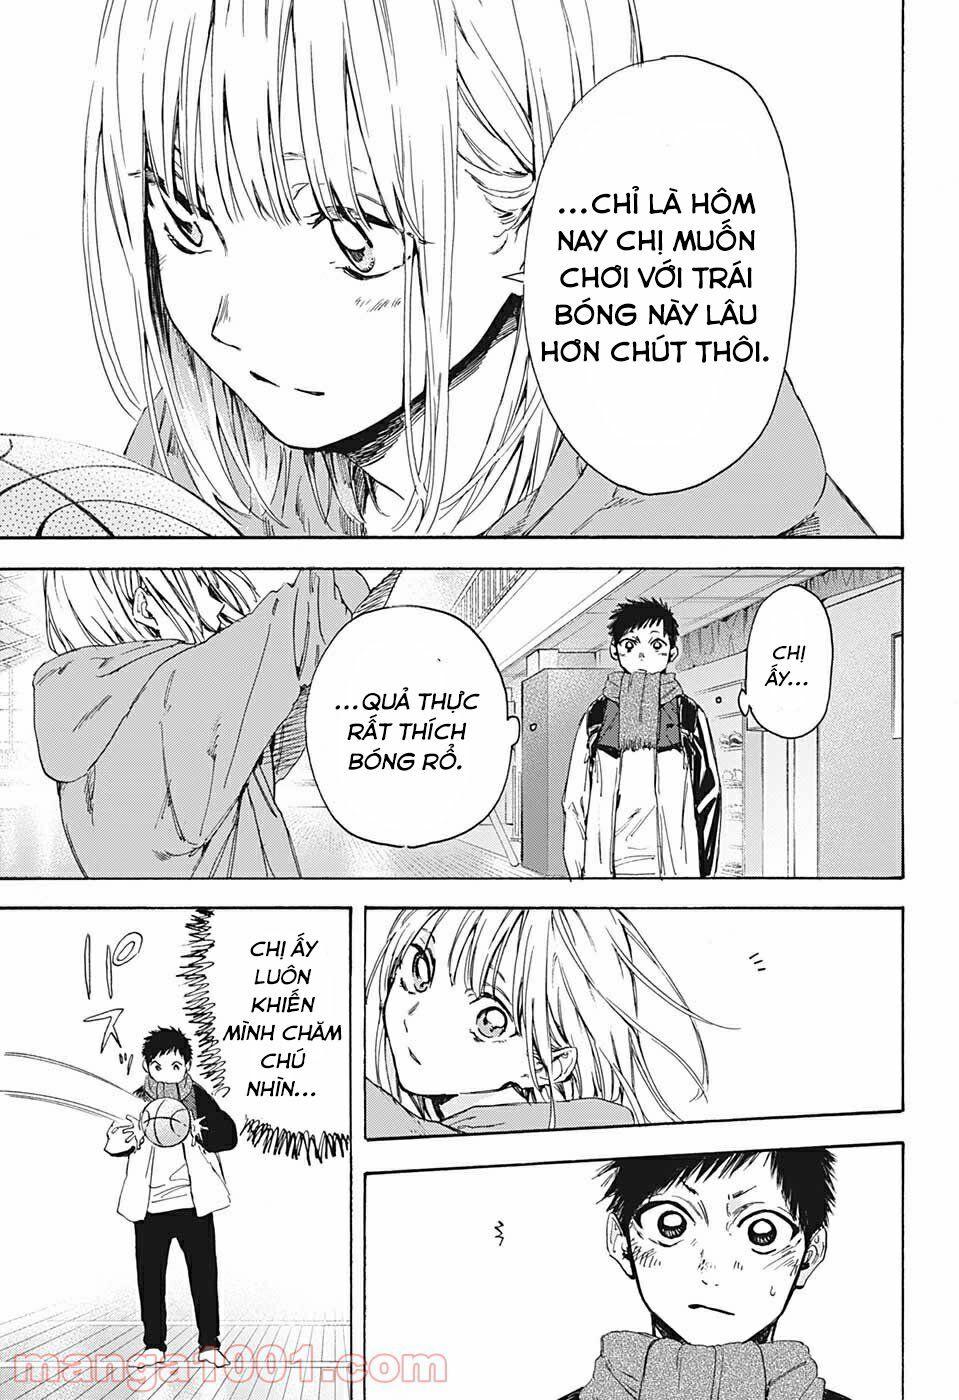 ...CHỈ LÀ HÔM
NAY CHỊ MUỐN
CHƠI VỚI TRÁI
BÓNG NÀY LÂU
HƠN CHÚT THÔI.
CHỊ
ẤY...
...QUẢ THỰC
RẤT THÍCH
BÓNG RỔ.
CHỊ ẤY
LUÔN
KHIẾN
MÌNH CHĂM
CHÚ
NHÌN...
パス
manga1001.com